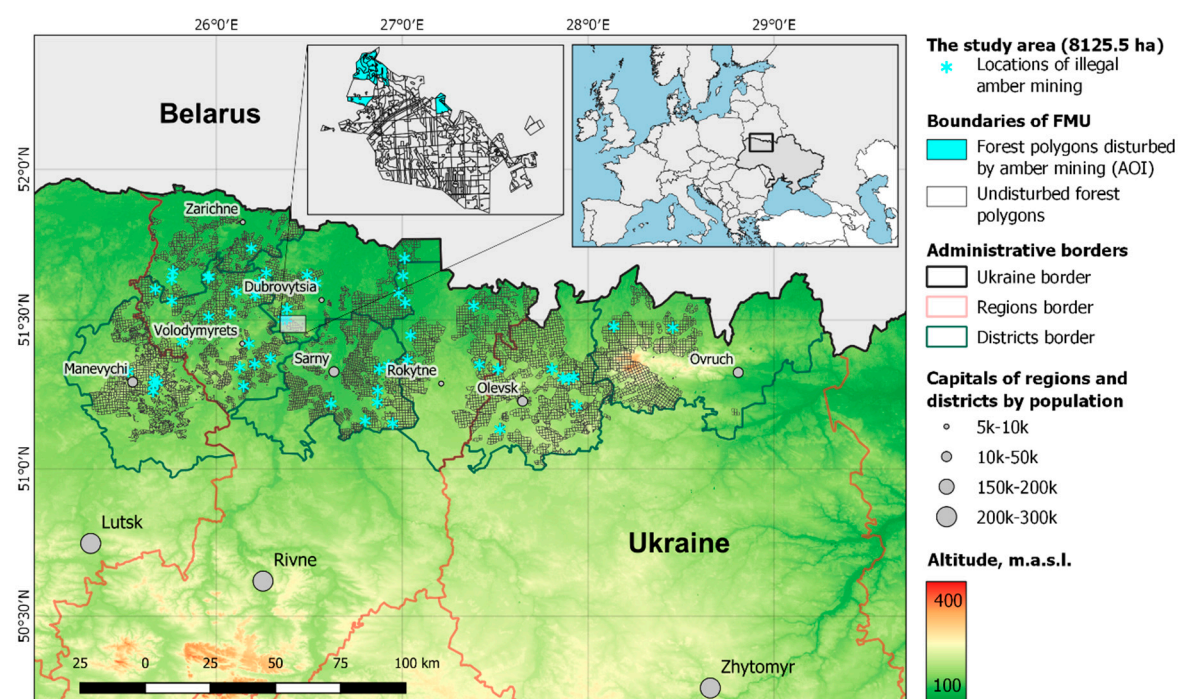 26°0'E 27°0'E 28°0'E 29°0'E
52°0'N
51°30'N
51°0'N
50°30'N
Belarus
Zarichne
Dubrovytsia
Volodymyrets
Manevychi
Sarny
Rokytne
Olevsk
Ovruch
Lutsk
Rivne
Ukraine
Zhytomyr
25 0 25 50 75 100 km
The study area (8125.5 ha)
Locations of illegal
amber mining
Boundaries of FMU
Forest polygons disturbed
by amber mining (AOI)
Undisturbed forest
polygons
Administrative borders
Ukraine border
Regions border
Districts border
Capitals of regions and
districts by population
5k-10k
10k-50k
150k-200k
200k-300k
Altitude, m.a.s.l.
400
100